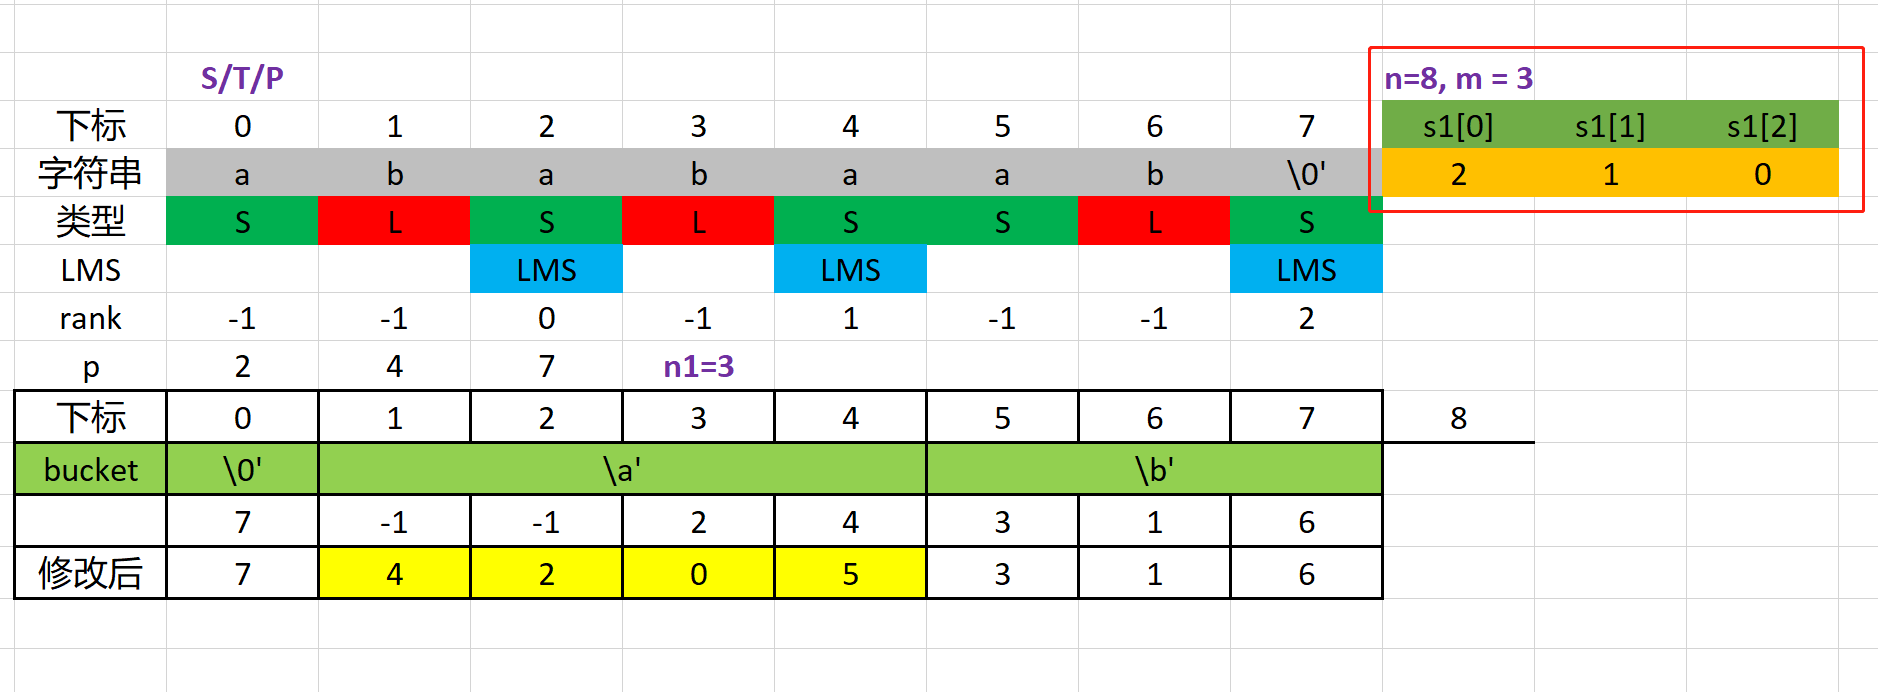 S/T/P n=8, m = 3
下标 0 1 2 3 4 5 6 7 s1[0] s1[1] s1[2]
字符串 a b a b a a b \0' 2 1 0
类型 S L S L S S L S
LMS LMS LMS LMS
rank -1 -1 0 -1 1 -1 -1 2
p 2 4 7 n1=3
下标 0 1 2 3 4 5 6 7 8
bucket \0' \a' \b'
7 -1 -1 2 4 3 1 6
修改后 7 4 2 0 5 3 1 6